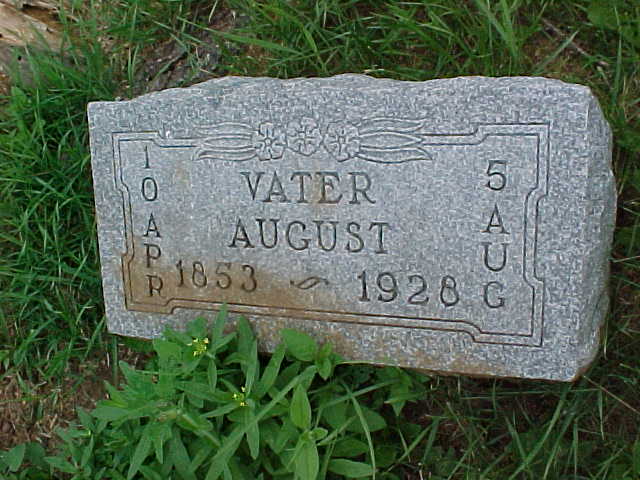 10 APR
VATER
AUGUST
1853 ~ 1928
5 AUG